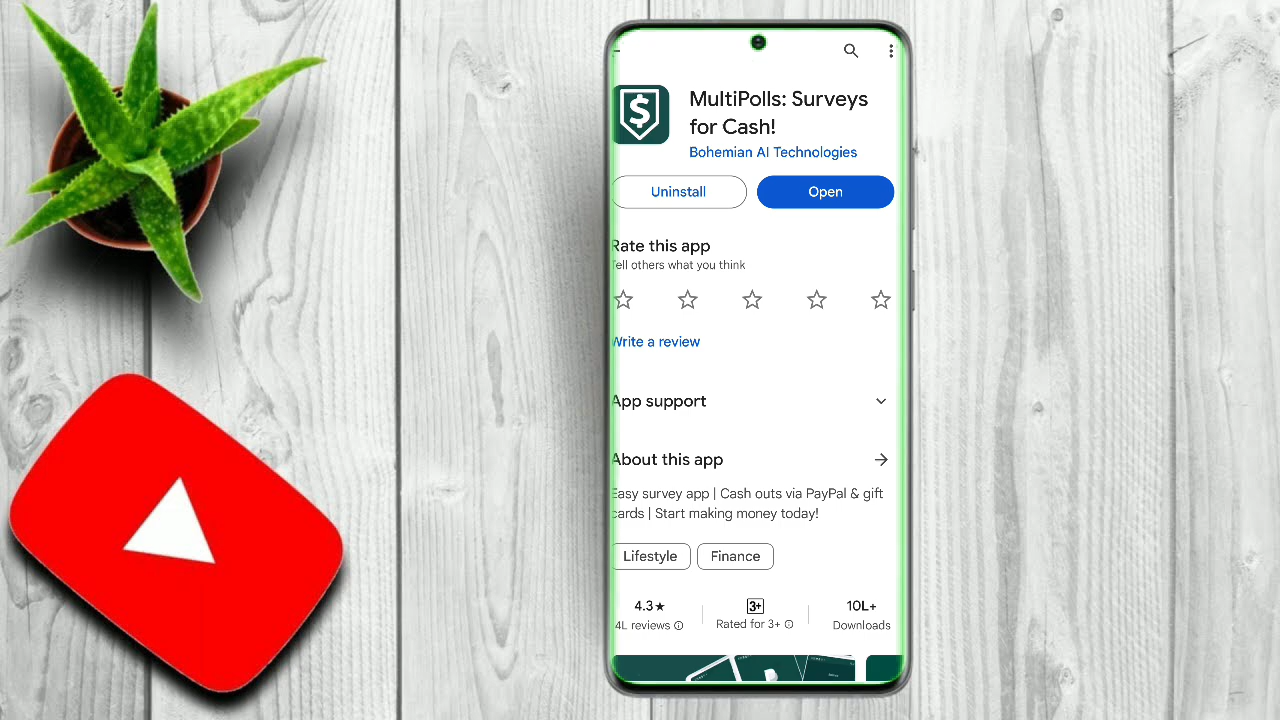 MultiPolls: Surveys
for Cash!
Bohemian AI Technologies
Uninstall
Open
Rate this app
Tell others what you think
Write a review
App support
About this app
Easy survey app | Cash outs via PayPal & gift
cards | Start making money today!
Lifestyle
Finance
4.3★
3+
10L+
4L reviews
Rated for 3+
Downloads